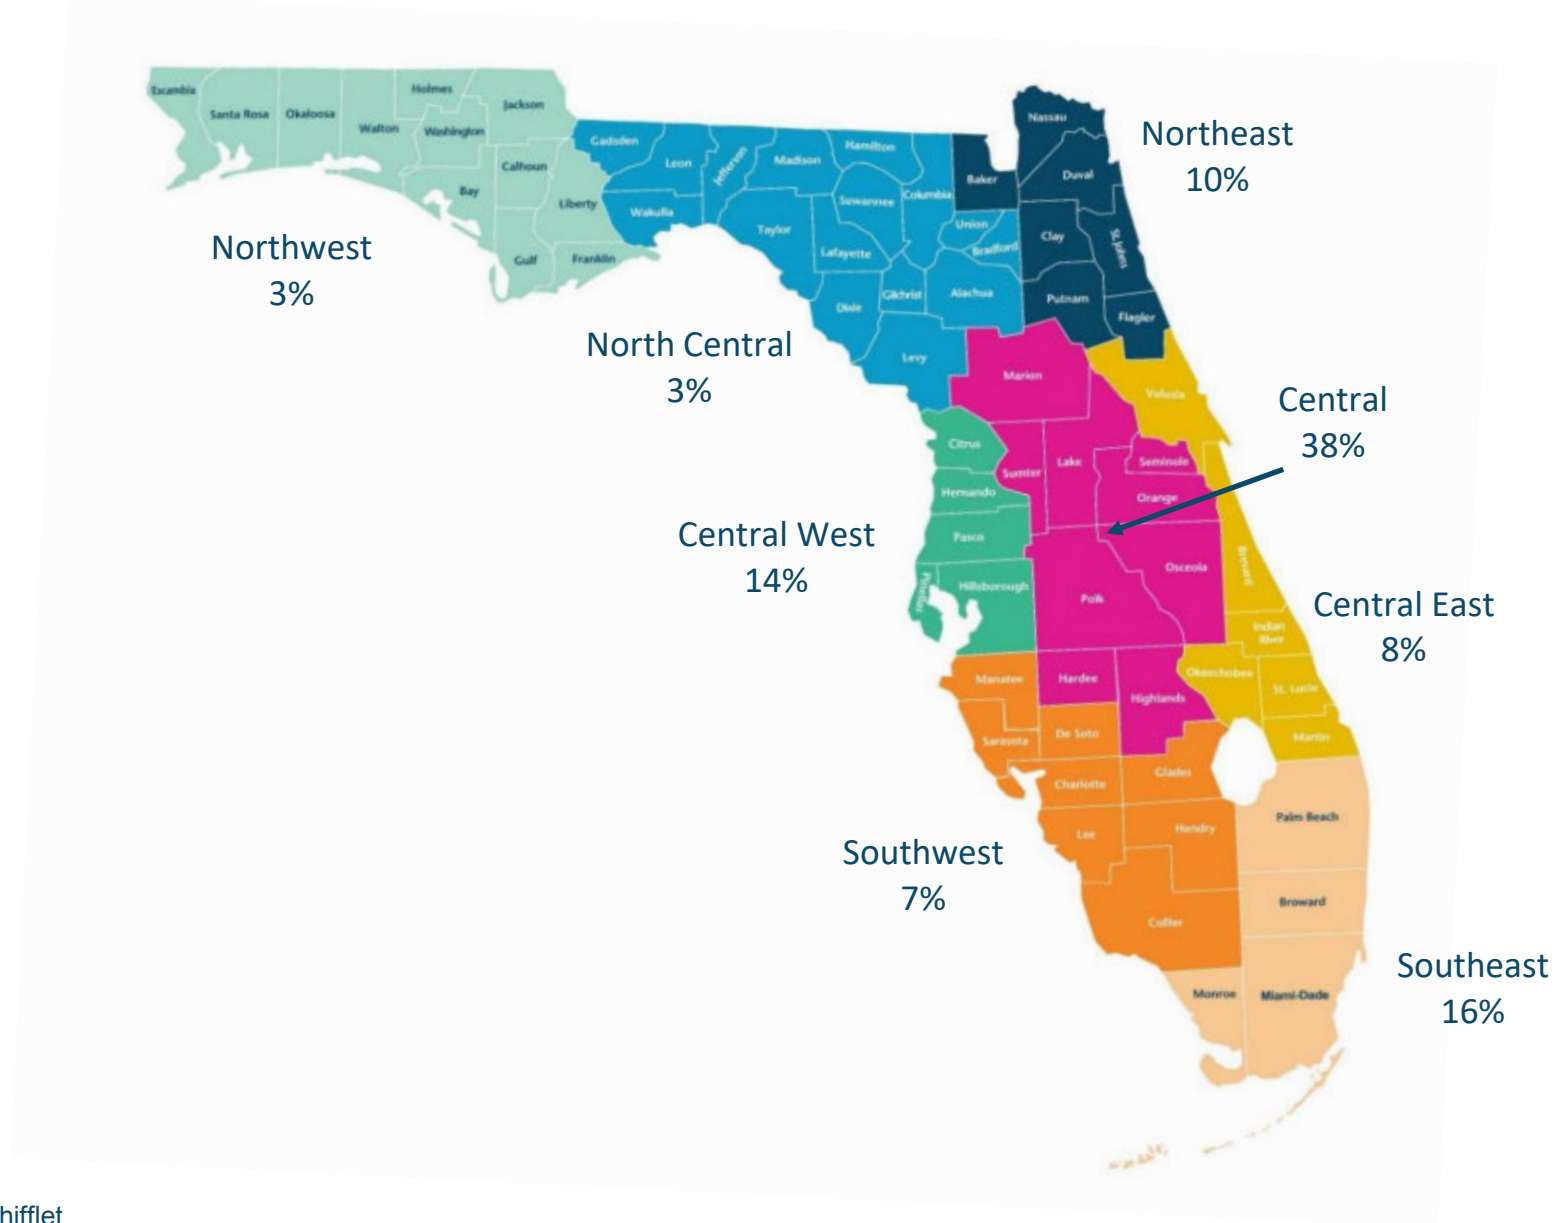 Escambia
Santa Rosa
Okaloosa
Walton
Holmes
Washington
Jackson
Bay
Calhoun
Liberty
Gulf
Franklin
Northwest
3%
Gadsden
Leon
Jefferson
Madison
Hamilton
Wakulla
Taylor
Suwannee
Columbia
Lafayette
Union
Bradford
Dixie
Gilchrist
Alachua
Levy
North Central
3%
Nassau
Baker
Duval
Clay
St. Johns
Putnam
Flagler
Northeast
10%
Marion
Sumter
Lake
Seminole
Orange
Osceola
Polk
Hardee
Highlands
Central
38%
Citrus
Hernando
Pasco
Pinellas
Hillsborough
Central West
14%
Volusia
Brevard
Indian
River
Okeechobee
St. Lucie
Martin
Central East
8%
Manatee
Sarasota
De Soto
Charlotte
Glades
Lee
Hendry
Collier
Southwest
7%
Palm Beach
Broward
Monroe
Miami-Dade
Southeast
16%
hifflet